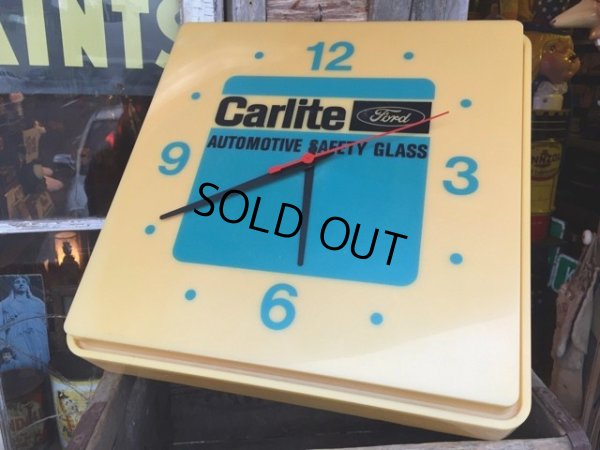 AINTS
12
Carlite Ford
AUTOMOTIVE SAFETY GLASS
9
3
SOLD OUT
6